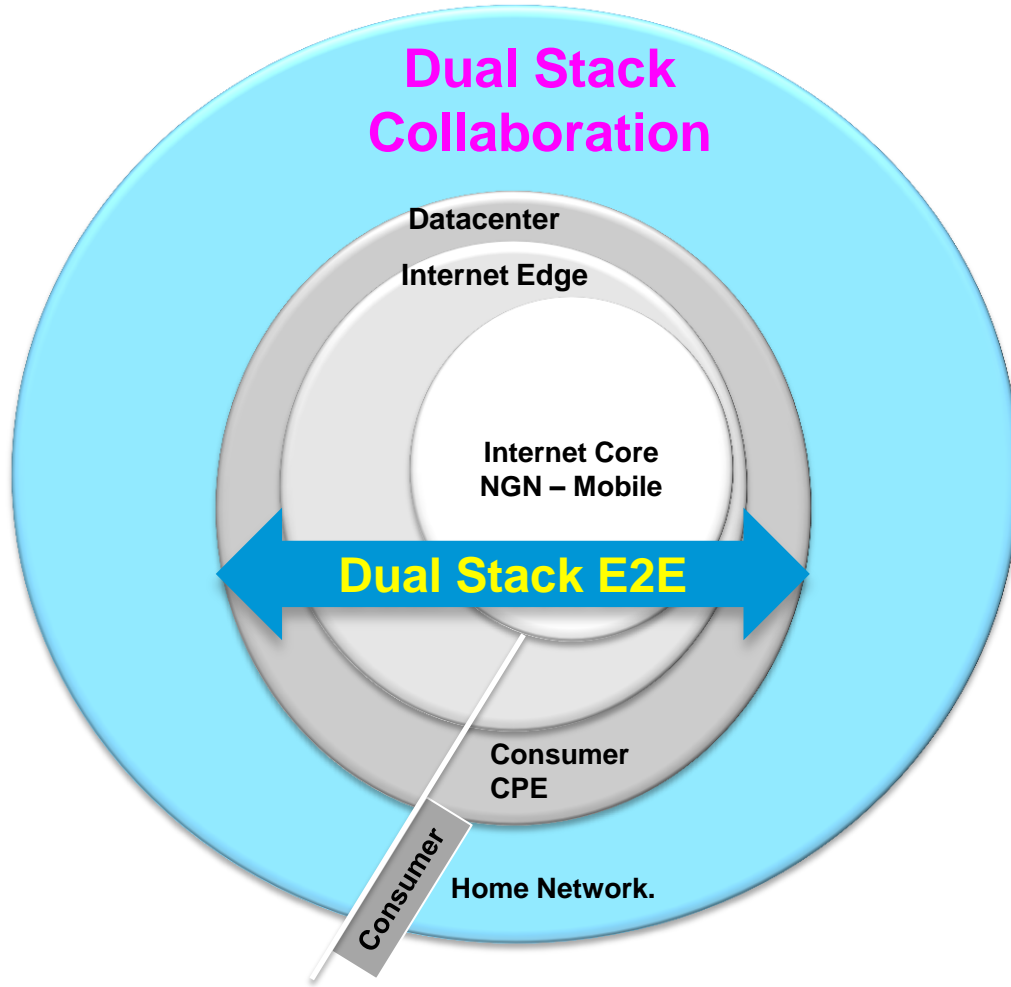 Dual Stack
Collaboration
Datacenter
Internet Edge
Internet Core
NGN – Mobile
Dual Stack E2E
Consumer
CPE
Consumer
Home Network.